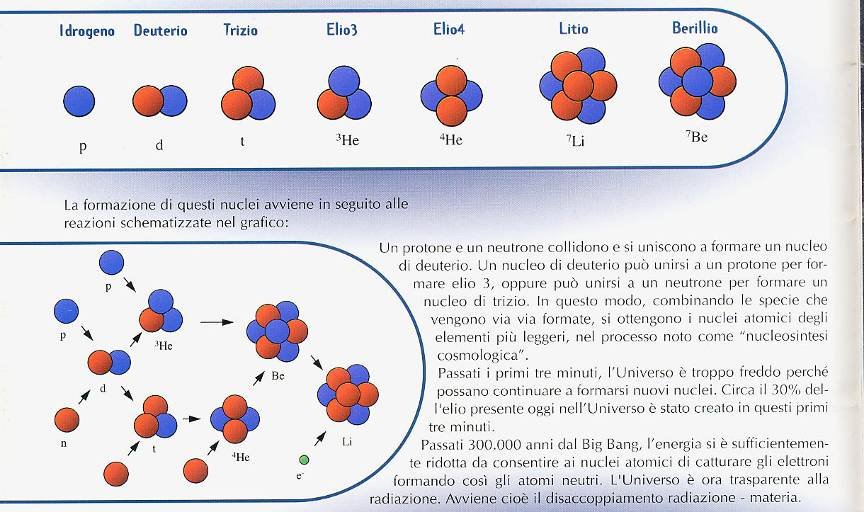 Idrogeno Deuterio Trizio Elio3 Elio4 Litio Berillio
p d t ³He ⁴He ⁷Li ⁷Be
La formazione di questi nuclei avviene in seguito alle
reazioni schematizzate nel grafico:
p
p
³He
d
n
t
⁴He
Be
Li
e⁻
Un protone e un neutrone collidono e si uniscono a formare un nucleo
di deuterio. Un nucleo di deuterio può unirsi a un protone per for-
mare elio 3, oppure può unirsi a un neutrone per formare un
nucleo di trizio. In questo modo, combinando le specie che
vengono via via formate, si ottengono i nuclei atomici degli
elementi più leggeri, nel processo noto come "nucleosintesi
cosmologica".
Passati i primi tre minuti, l'Universo è troppo freddo perché
possano continuare a formarsi nuovi nuclei. Circa il 30% del-
l'elio presente oggi nell'Universo è stato creato in questi primi
tre minuti.
Passati 300.000 anni dal Big Bang, l'energia si è sufficientemen-
te ridotta da consentire ai nuclei atomici di catturare gli elettroni
formando così gli atomi neutri. L'Universo è ora trasparente alla
radiazione. Avviene cioè il disaccoppiamento radiazione - materia.